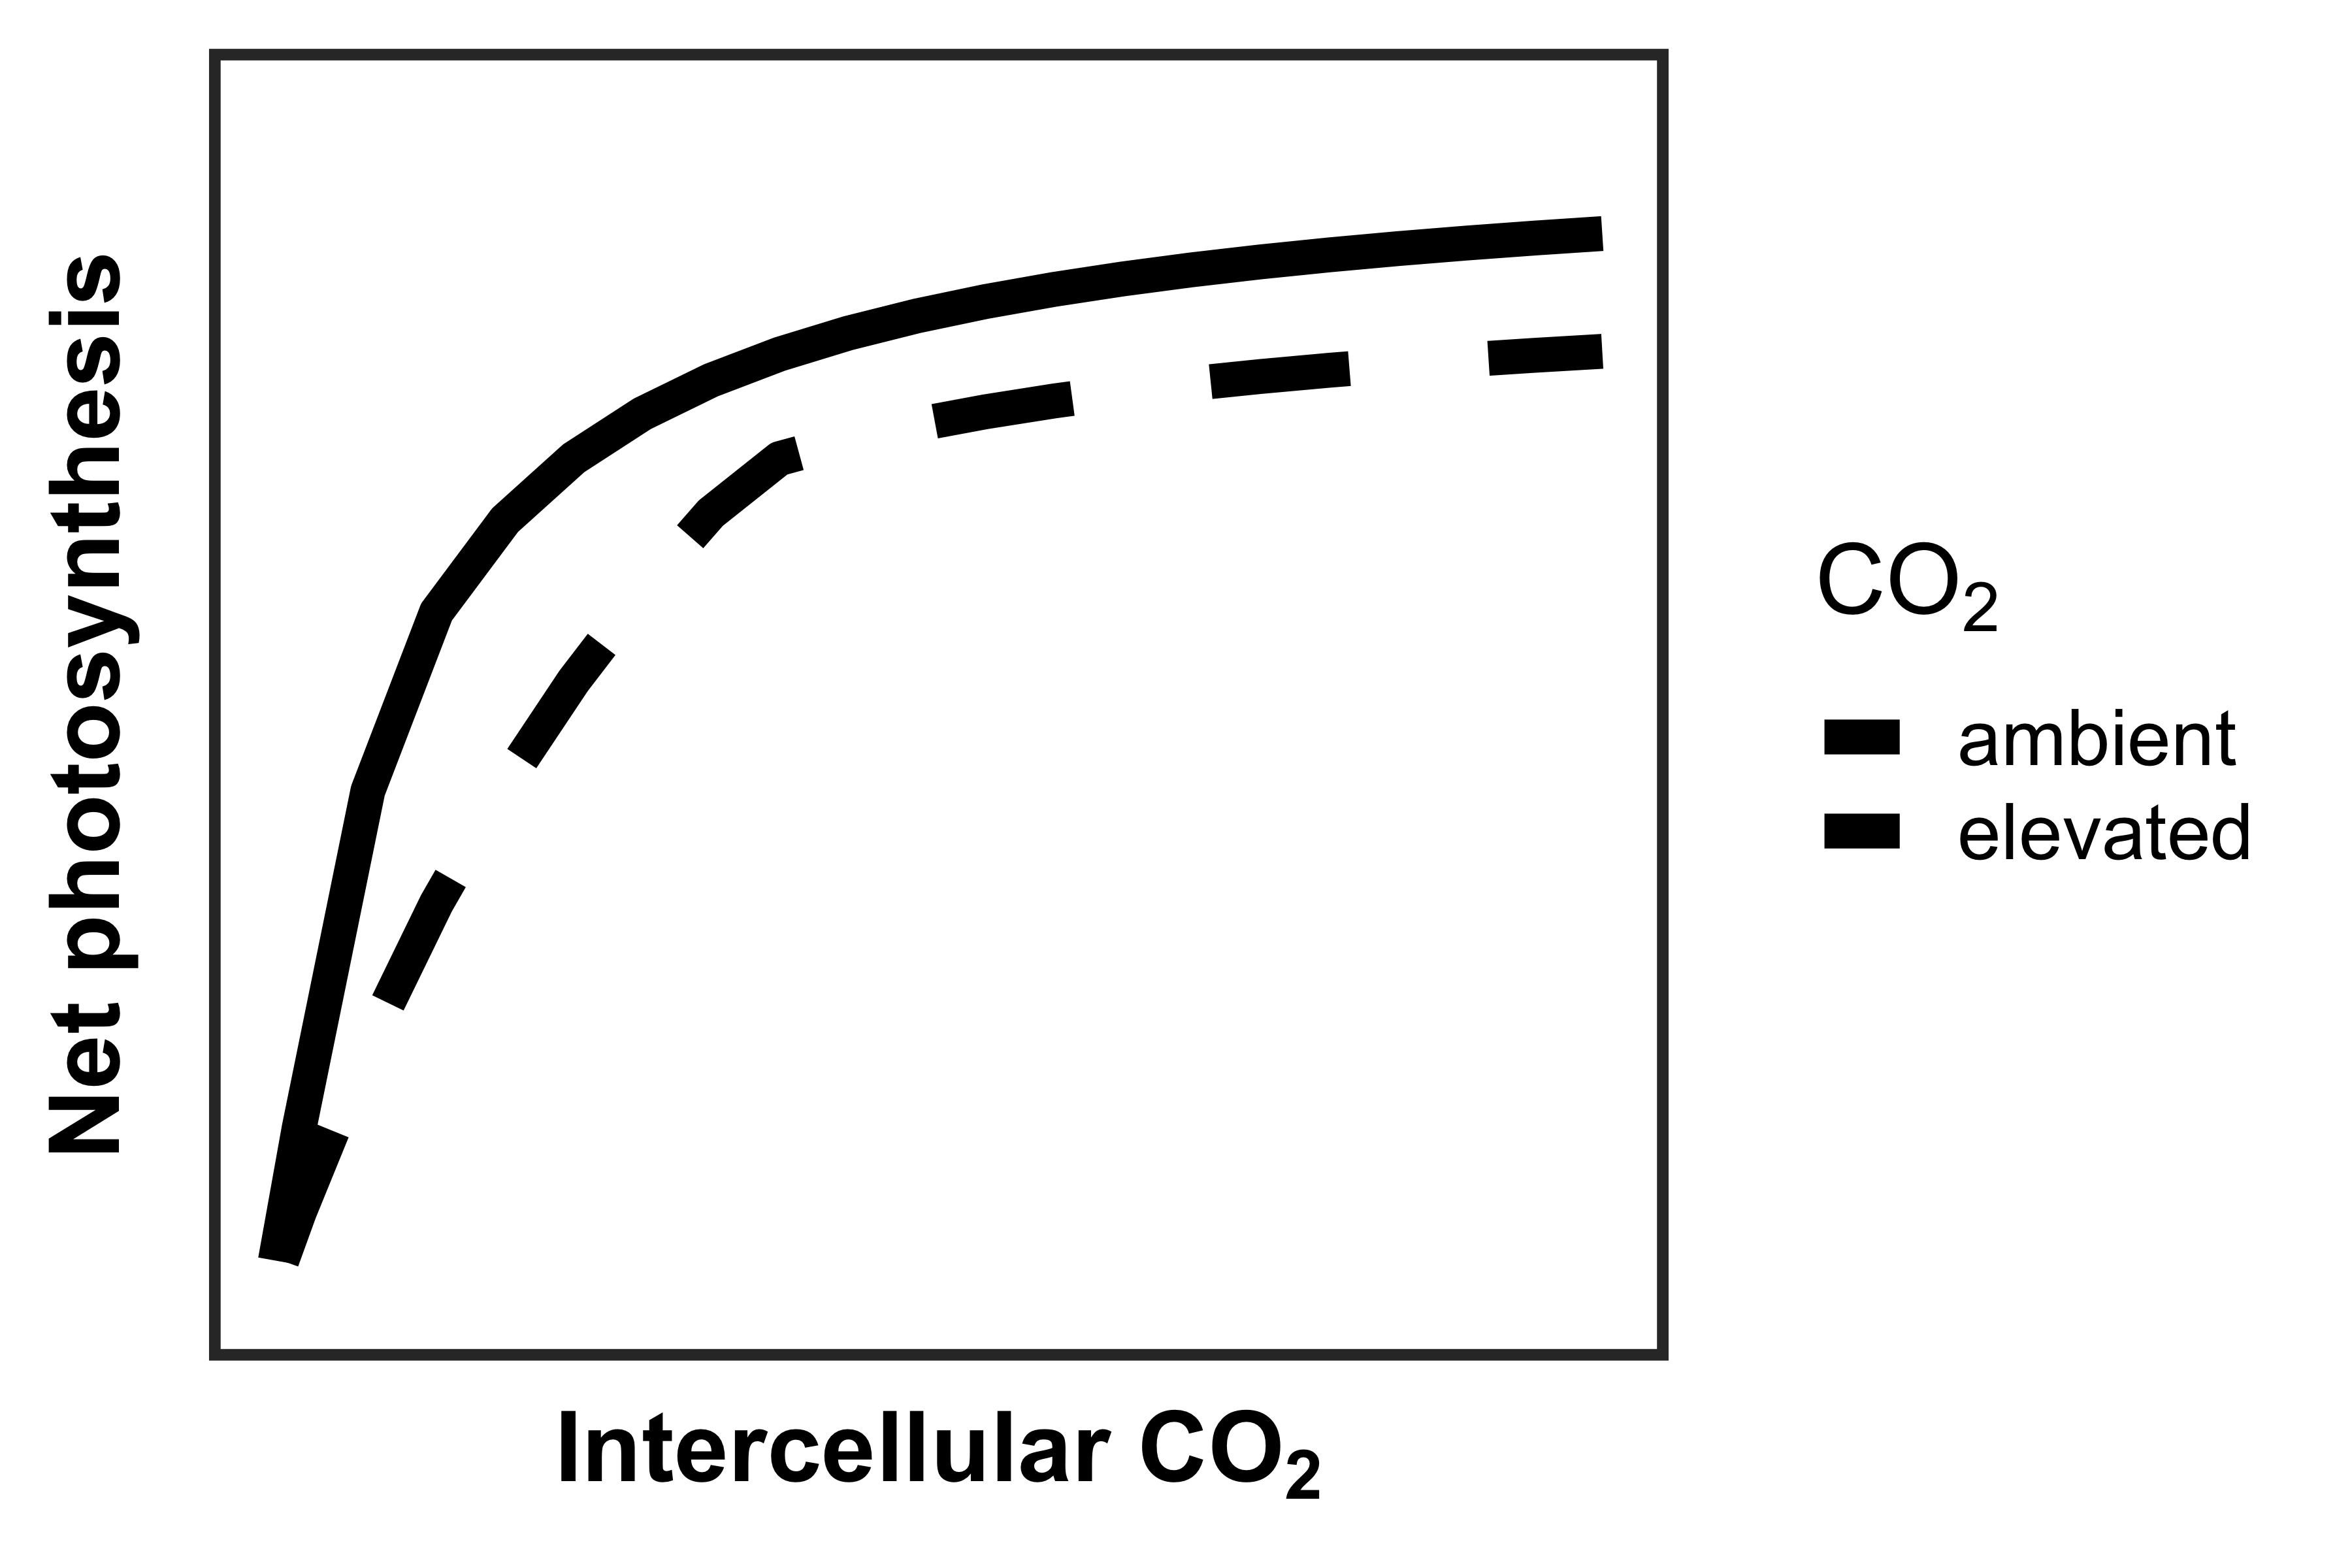 Net photosynthesis
CO₂
ambient
elevated
Intercellular CO₂